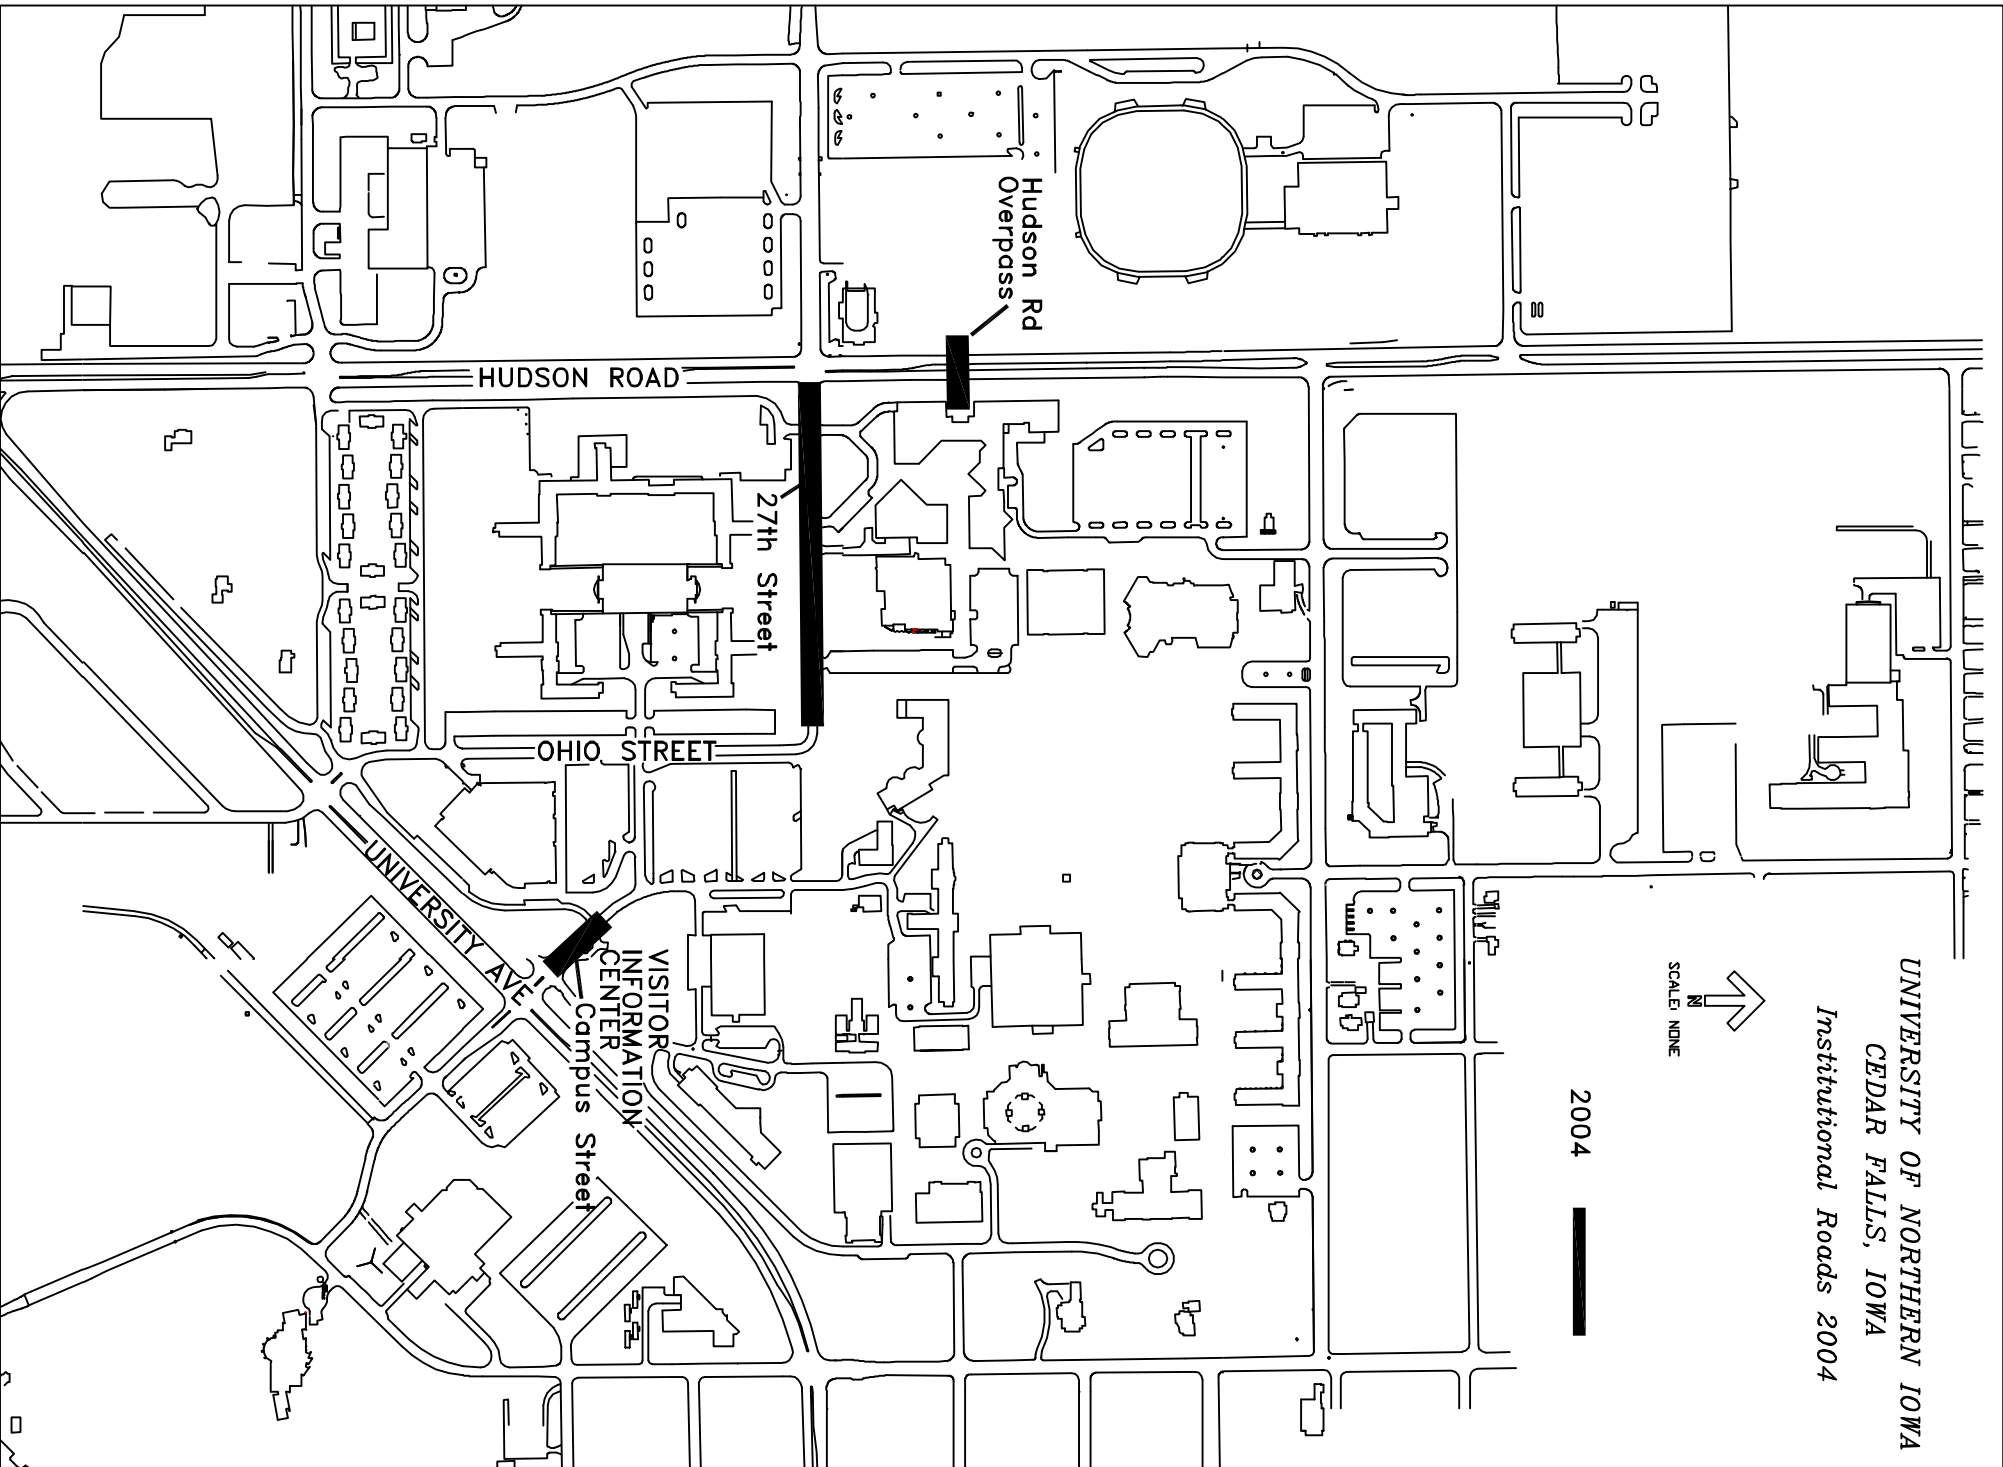 UNIVERSITY OF NORTHERN IOWA
CEDAR FALLS, IOWA
Institutional Roads 2004
N
SCALE: NONE
2004
Hudson Rd
Overpass
HUDSON ROAD
27th Street
OHIO STREET
UNIVERSITY AVE
VISITOR
INFORMATION
CENTER
Campus Street